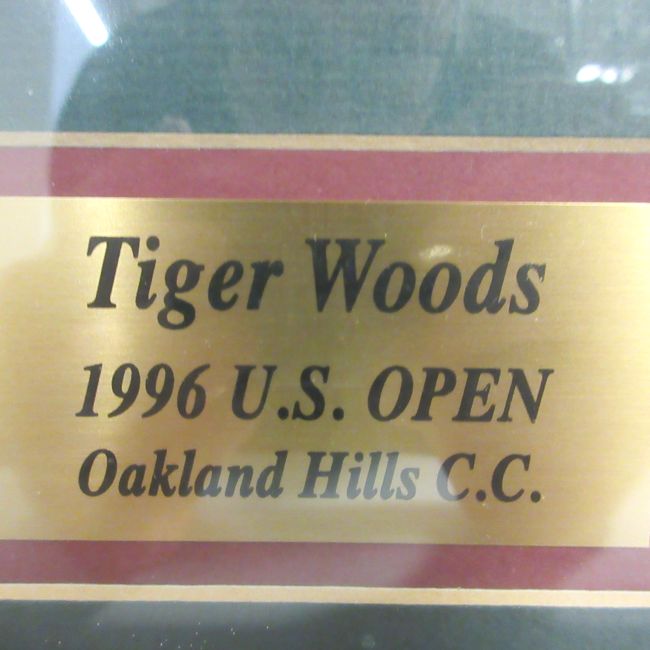 Tiger Woods
1996 U.S. OPEN
Oakland Hills C.C.